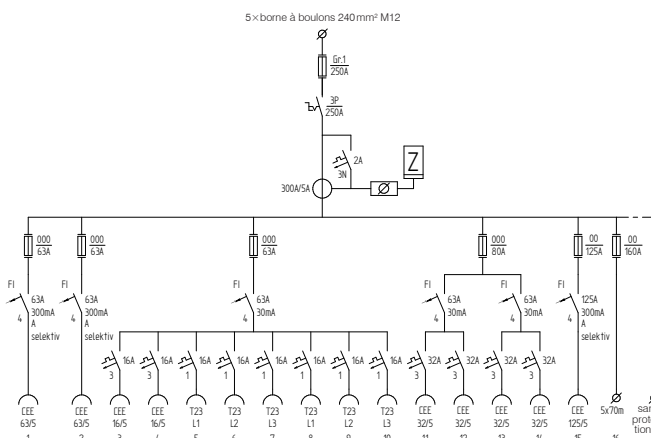 5×borne à boulons 240 mm² M12
Gr.1
250A
3P
250A
2A
3N
Z
300A/5A
000
63A
000
63A
000
63A
000
80A
00
125A
00
160A
FI
63A
300mA
A
selektiv
4
FI
63A
300mA
A
selektiv
4
FI
63A
30mA
4
FI
63A
30mA
4
FI
63A
30mA
4
FI
125A
300mA
A
selektiv
4
16A
3
16A
3
16A
1
16A
1
16A
1
16A
1
16A
1
16A
1
32A
3
32A
3
32A
3
32A
3
CEE CEE CEE CEE T23 T23 T23 T23 T23 T23 CEE CEE CEE CEE CEE 5x70m
63/5 63/5 16/5 16/5 L1 L2 L3 L1 L2 L3 32/5 32/5 32/5 32/5 125/5
1 2 3 4 5 6 7 8 9 10 11 12 13 14 15 16